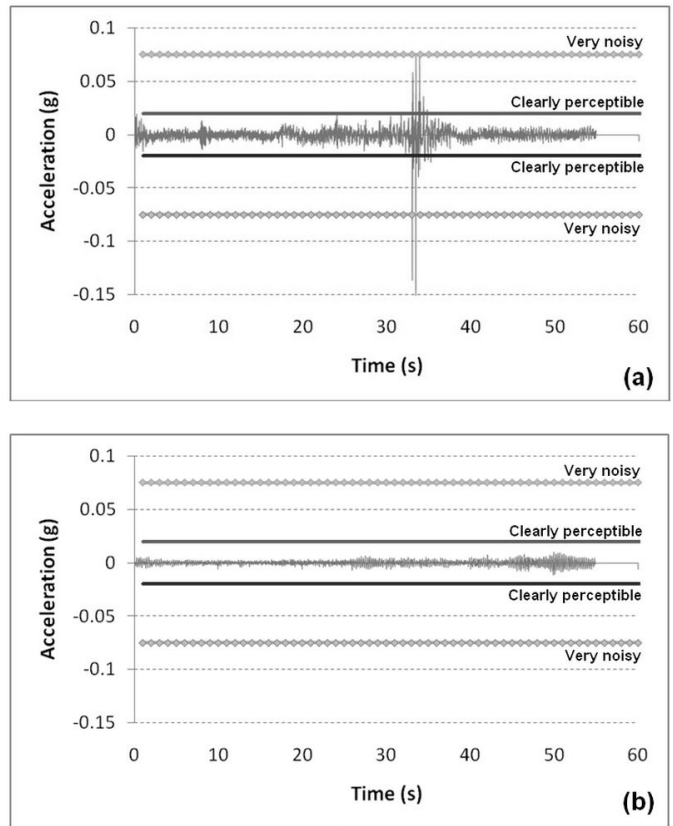 0.1
Very noisy
0.05
Clearly perceptible
0
Clearly perceptible
-0.05
Very noisy
-0.1
-0.15
0 10 20 30 40 50 60
Acceleration (g)
Time (s)
(a)
0.1
Very noisy
0.05
Clearly perceptible
0
Clearly perceptible
-0.05
Very noisy
-0.1
-0.15
0 10 20 30 40 50 60
Acceleration (g)
Time (s)
(b)